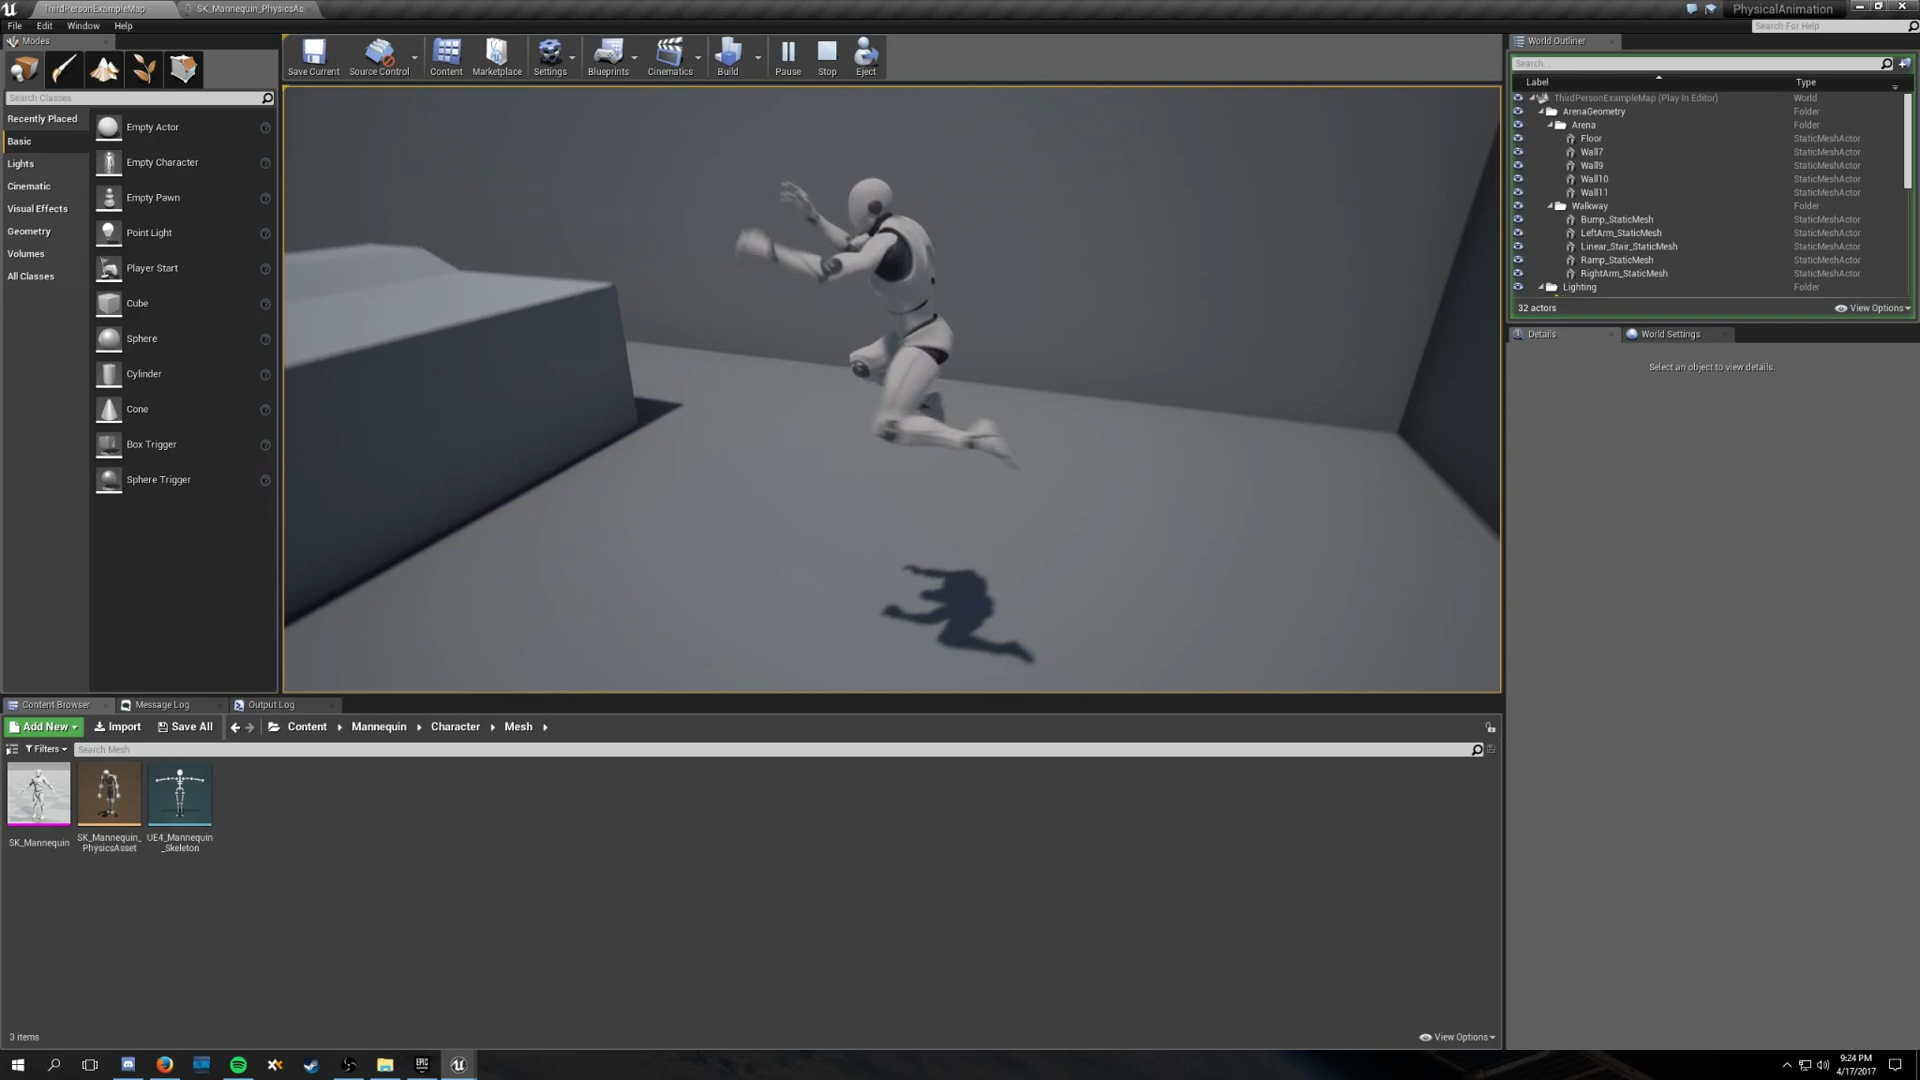 ThirdPersonExampleMap
SK_Mannequin_PhysicsAs
PhysicalAnimation
File Edit Window Help
Search For Help
Modes
Save Current
Source Control
Content
Marketplace
Settings
Blueprints
Cinematics
Build
Pause
Stop
Eject
Search Classes
Recently Placed
Basic
Lights
Cinematic
Visual Effects
Geometry
Volumes
All Classes
Empty Actor
Empty Character
Empty Pawn
Point Light
Player Start
Cube
Sphere
Cylinder
Cone
Box Trigger
Sphere Trigger
World Outliner
Search...
Label Type
ThirdPersonExampleMap (Play In Editor) World
ArenaGeometry Folder
Arena Folder
Floor StaticMeshActor
Wall7 StaticMeshActor
Wall9 StaticMeshActor
Wall10 StaticMeshActor
Wall11 StaticMeshActor
Walkway Folder
Bump_StaticMesh StaticMeshActor
LeftArm_StaticMesh StaticMeshActor
Linear_Stair_StaticMesh StaticMeshActor
Ramp_StaticMesh StaticMeshActor
RightArm_StaticMesh StaticMeshActor
Lighting Folder
32 actors View Options
Details World Settings
Select an object to view details.
Content Browser Message Log Output Log
Add New Import Save All Content Mannequin Character Mesh
Filters Search Mesh
SK_Mannequin
SK_Mannequin_
PhysicsAsset
UE4_Mannequin
_Skeleton
3 items View Options
EPIC
9:24 PM
4/17/2017